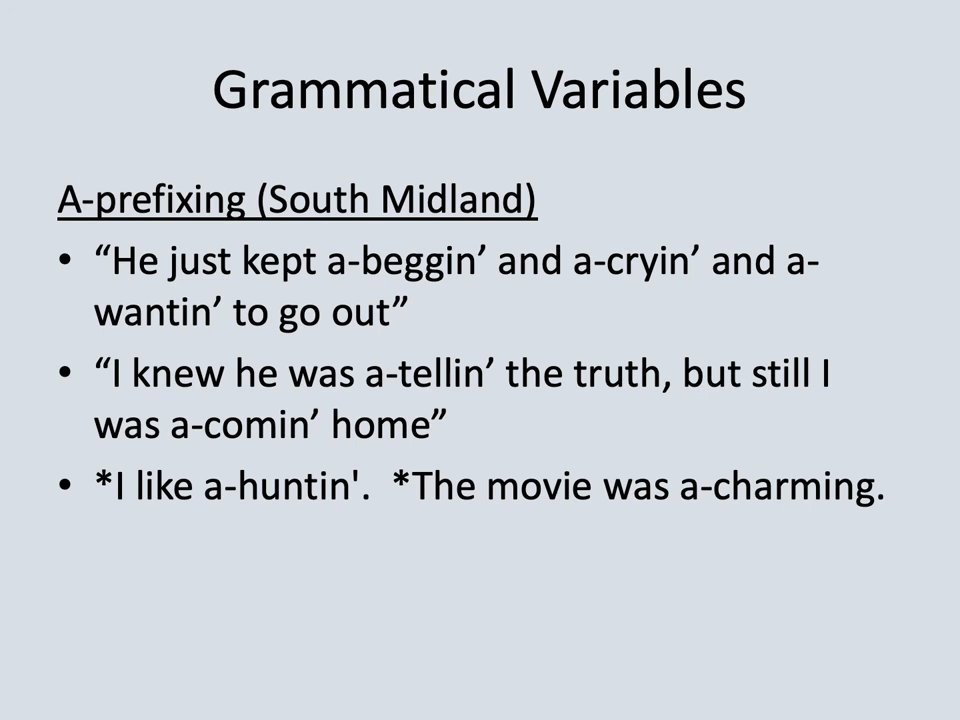 Grammatical Variables
A-prefixing (South Midland)
• “He just kept a-beggin’ and a-cryin’ and a-
wantin’ to go out”
• “I knew he was a-tellin’ the truth, but still I
was a-comin’ home”
• *I like a-huntin'.  *The movie was a-charming.